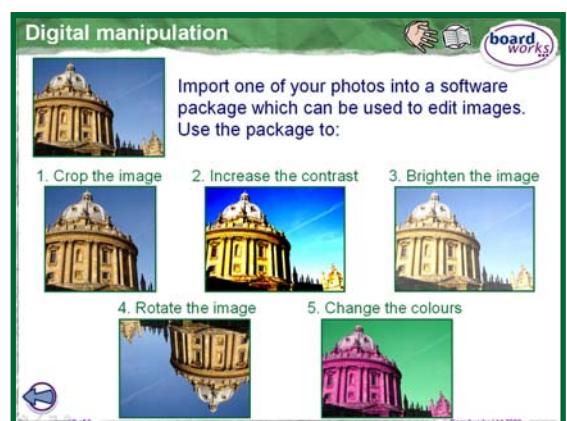 Digital manipulation
board
works
Import one of your photos into a software
package which can be used to edit images.
Use the package to:
1. Crop the image
2. Increase the contrast
3. Brighten the image
4. Rotate the image
5. Change the colours